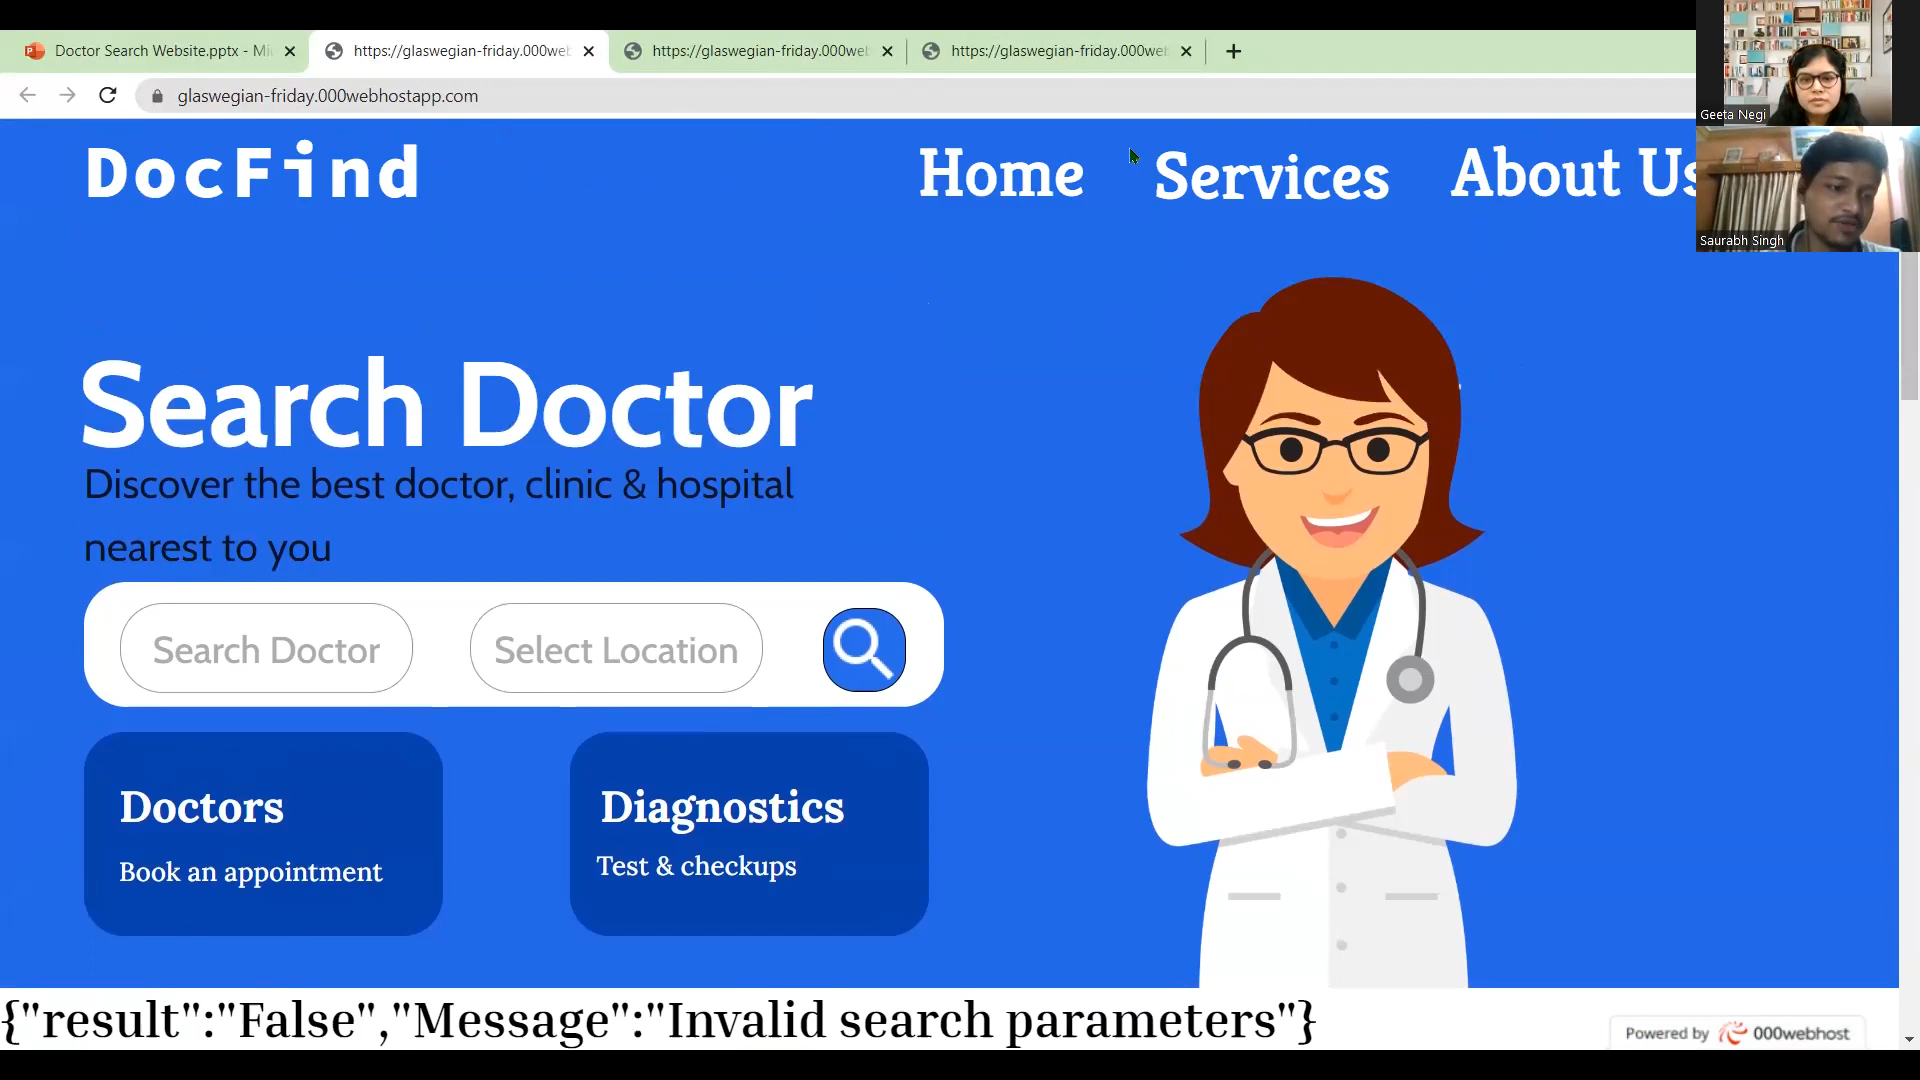 Doctor Search Website.pptx - Mi
https://glaswegian-friday.000web
https://glaswegian-friday.000web
https://glaswegian-friday.000web
glaswegian-friday.000webhostapp.com
Geeta Negi
Saurabh Singh
DocFind
Home
Services
About Us
Search Doctor
Discover the best doctor, clinic & hospital
nearest to you
Search Doctor
Select Location
Doctors
Book an appointment
Diagnostics
Test & checkups
{"result":"False","Message":"Invalid search parameters"}
Powered by 000webhost